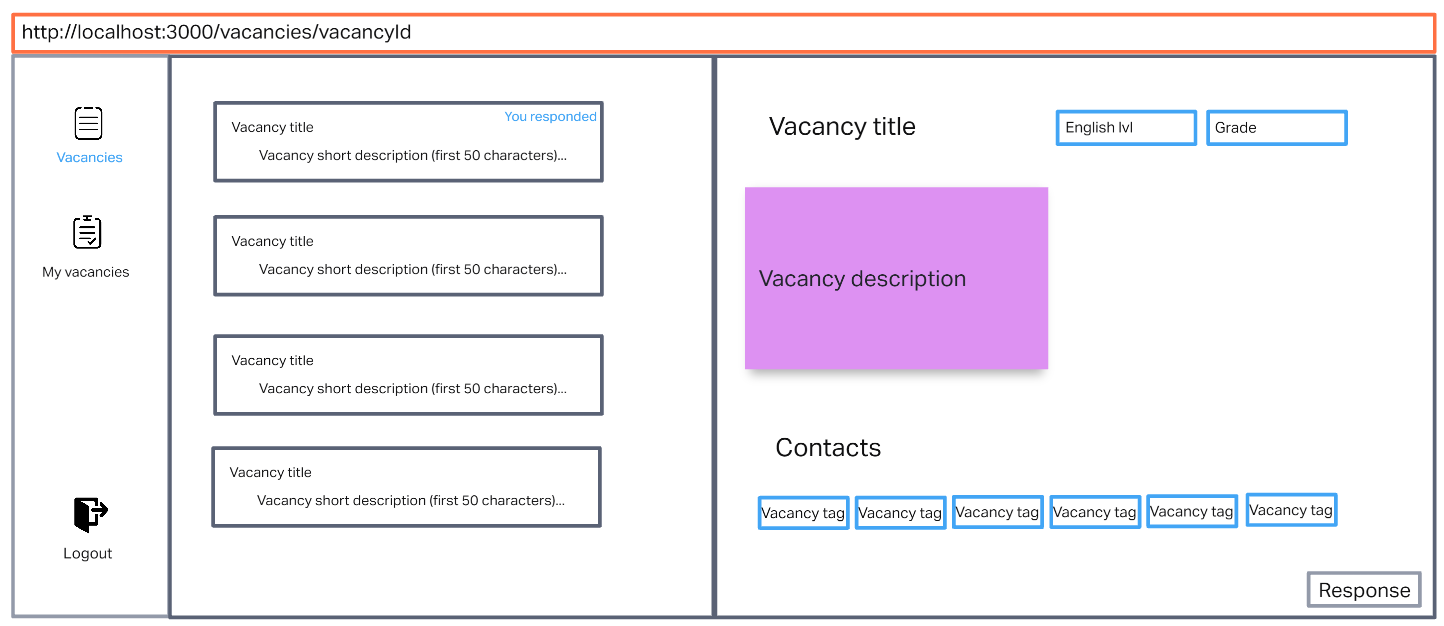 http://localhost:3000/vacancies/vacancyId
Vacancies
My vacancies
Logout
You responded
Vacancy title
Vacancy short description (first 50 characters)...
Vacancy title
Vacancy short description (first 50 characters)...
Vacancy title
Vacancy short description (first 50 characters)...
Vacancy title
Vacancy short description (first 50 characters)...
Vacancy title
English lvl
Grade
Vacancy description
Contacts
Vacancy tag
Vacancy tag
Vacancy tag
Vacancy tag
Vacancy tag
Vacancy tag
Response